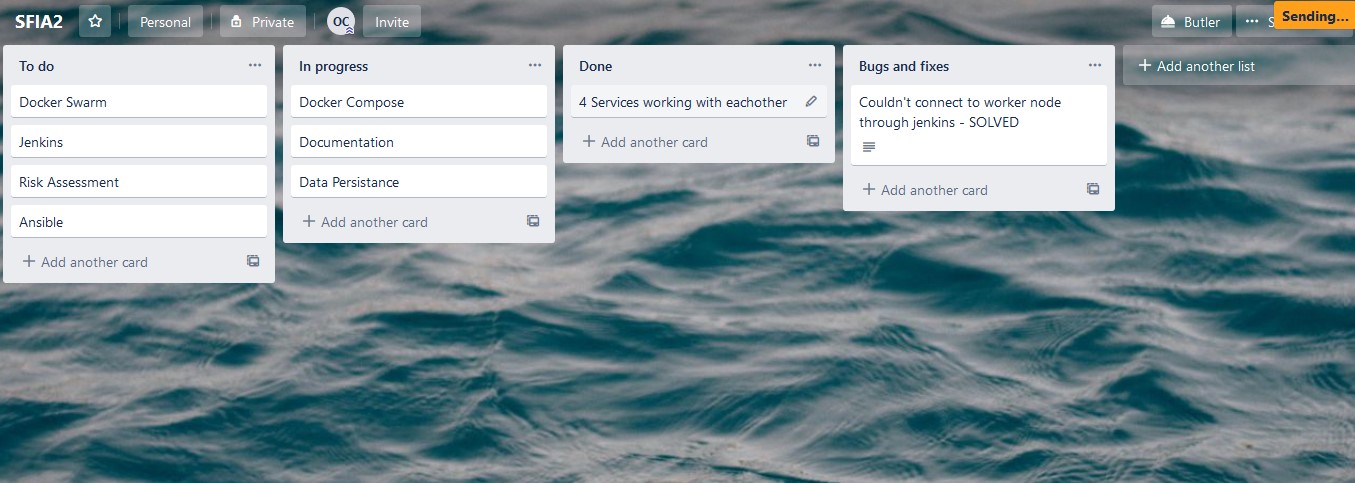 SFIA2
Personal
Private
OC
Invite
Butler
Sending...
To do
Docker Swarm
Jenkins
Risk Assessment
Ansible
Add another card
In progress
Docker Compose
Documentation
Data Persistance
Add another card
Done
4 Services working with eachother
Add another card
Bugs and fixes
Couldn't connect to worker node
through jenkins - SOLVED
Add another card
Add another list